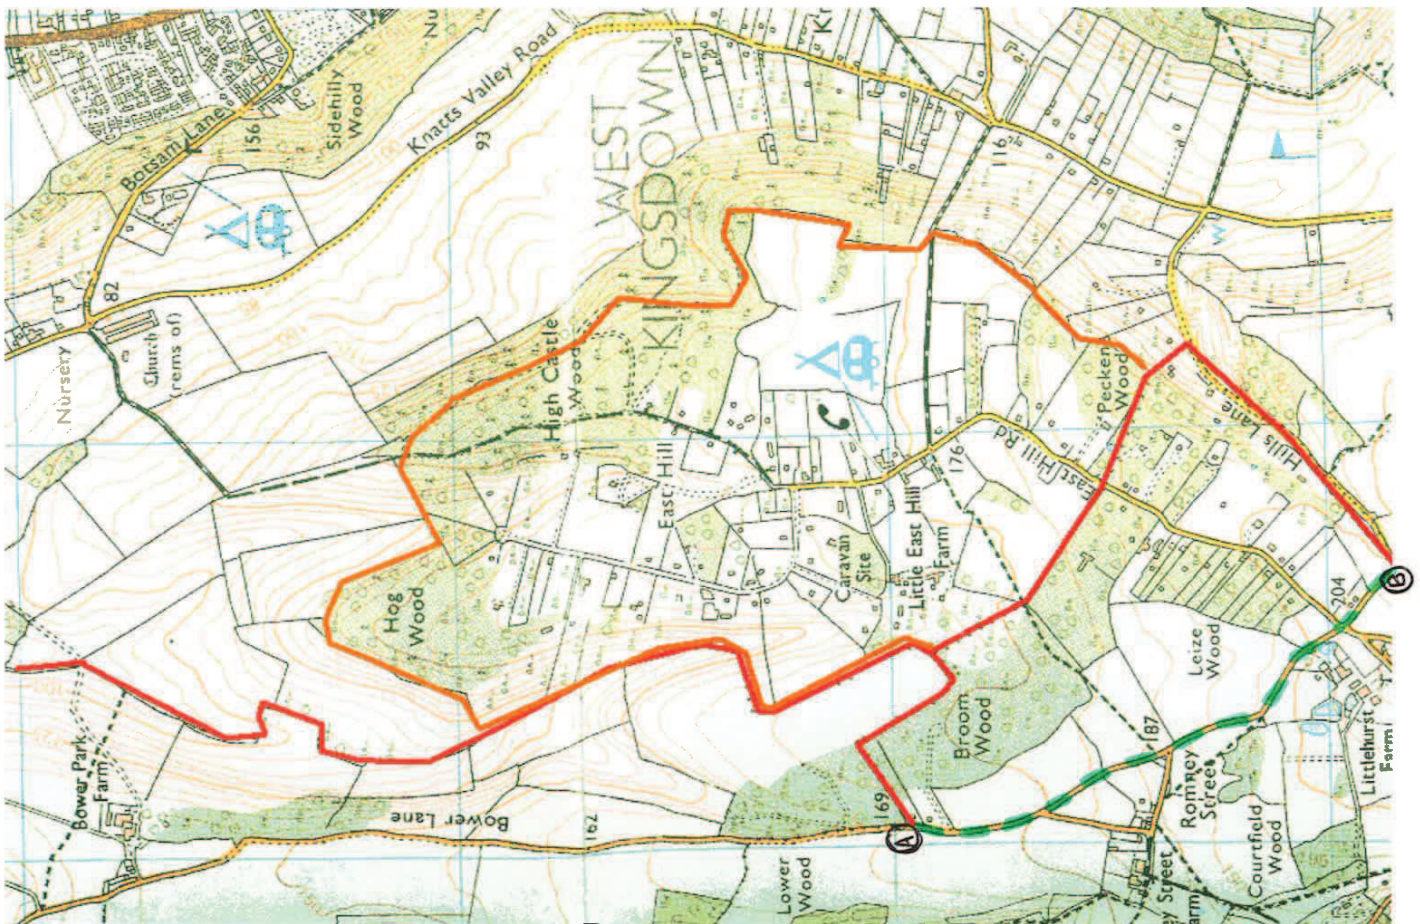 Botsam Lane
156
Sidehill
Wood
Knatts Valley Road
93
82
Church
(rems of)
Nursery
WEST
KINGSDOWN
116
High Castle
Wood
W
East Hill
Pecken
Wood
Hills Lane
176
East Hill Rd
Hog
Wood
Caravan
Site
Little East Hill
Farm
204
Leize
Wood
Broom
Wood
187
Romney
Street
Littlehurst
Farm
Bower Park
Farm
Bower Lane
162
169
A
B
Lower
Wood
Courtfield
Wood